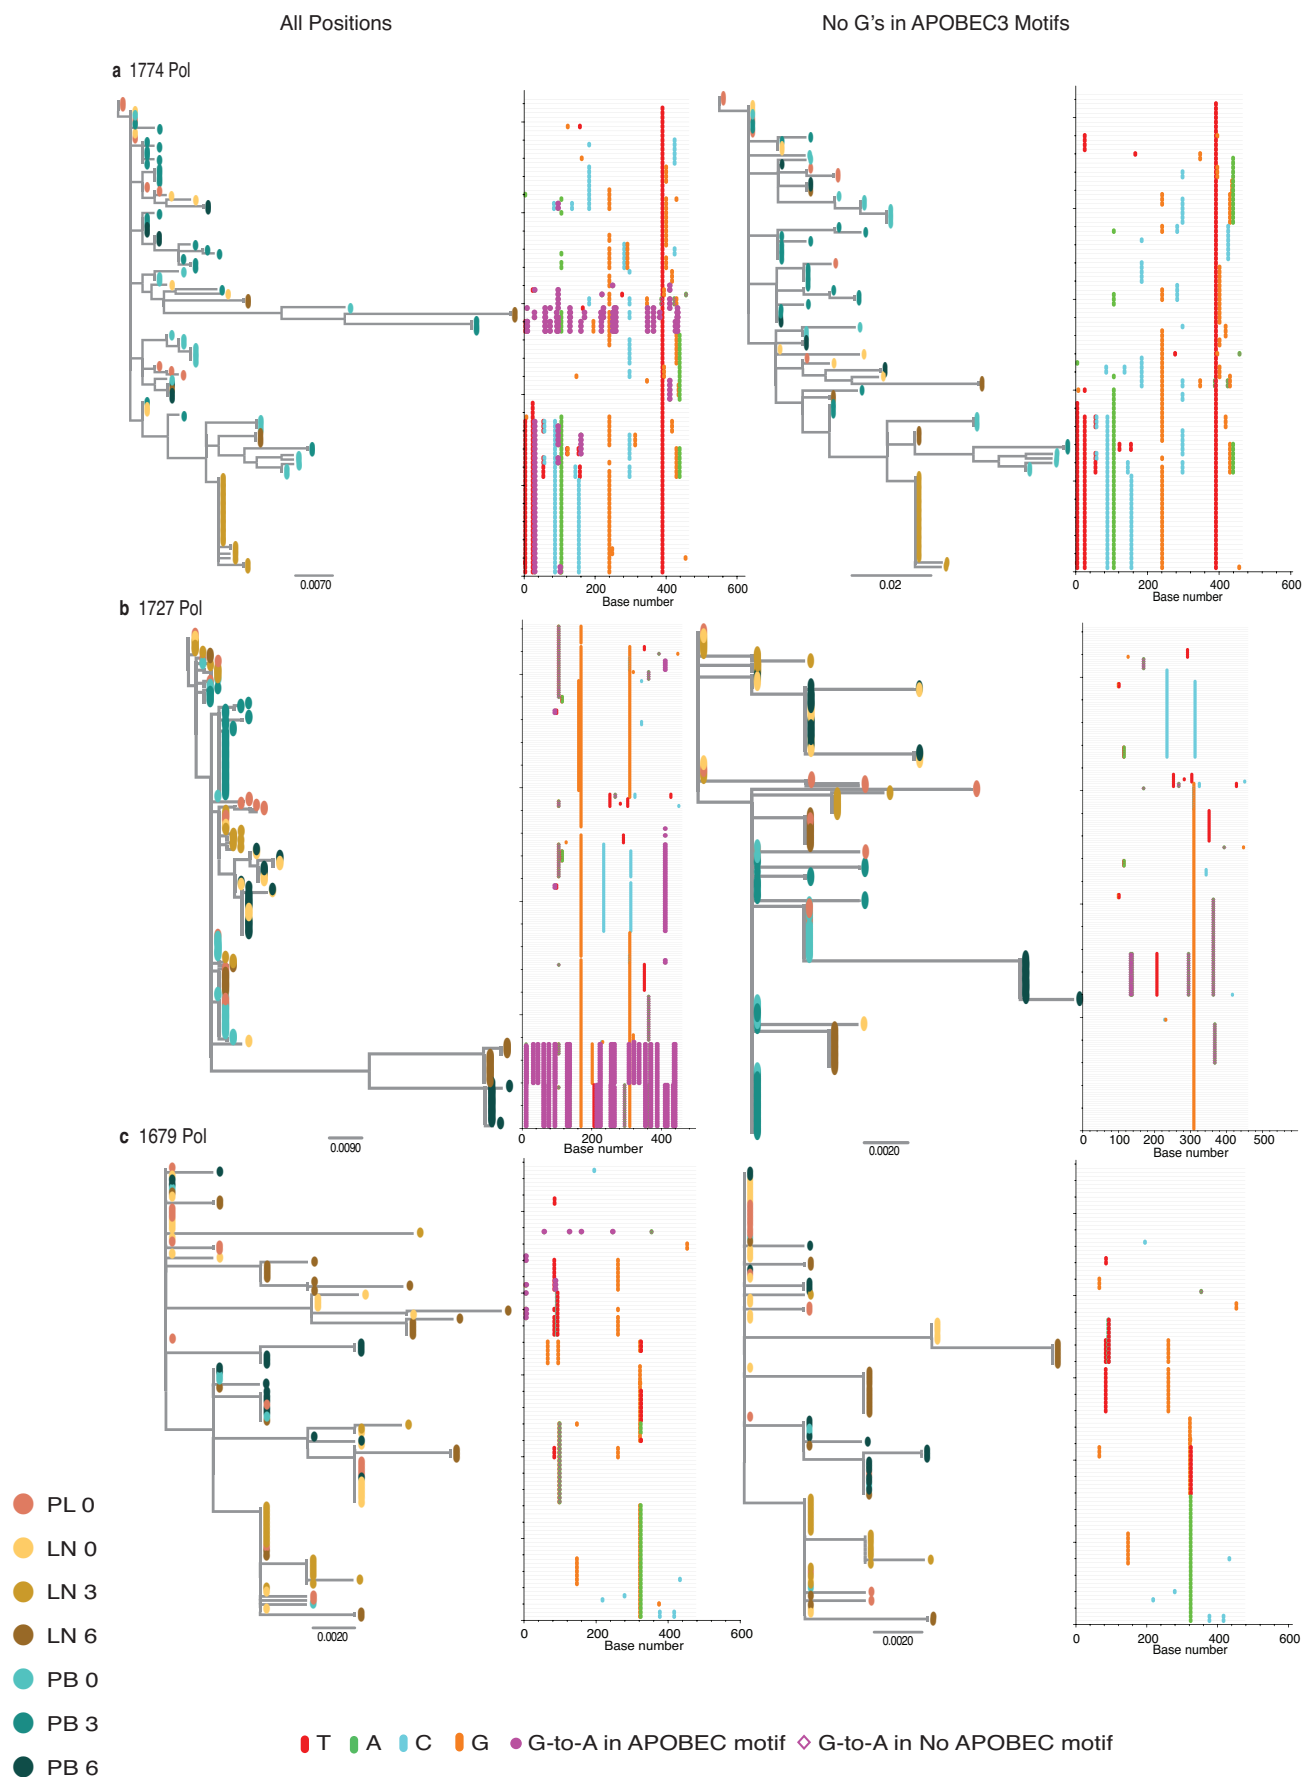 All Positions
No G's in APOBEC3 Motifs
a 1774 Pol
0.0070
0 200 400 600
Base number
0.02
0 200 400 600
Base number
b 1727 Pol
0.0090
0 200 400
Base number
0.0020
0 100 200 300 400 500
Base number
c 1679 Pol
0.0020
0 200 400 600
Base number
0.0020
0 200 400 600
Base number
PL 0
LN 0
LN 3
LN 6
PB 0
PB 3
PB 6
T A C G G-to-A in APOBEC motif G-to-A in No APOBEC motif